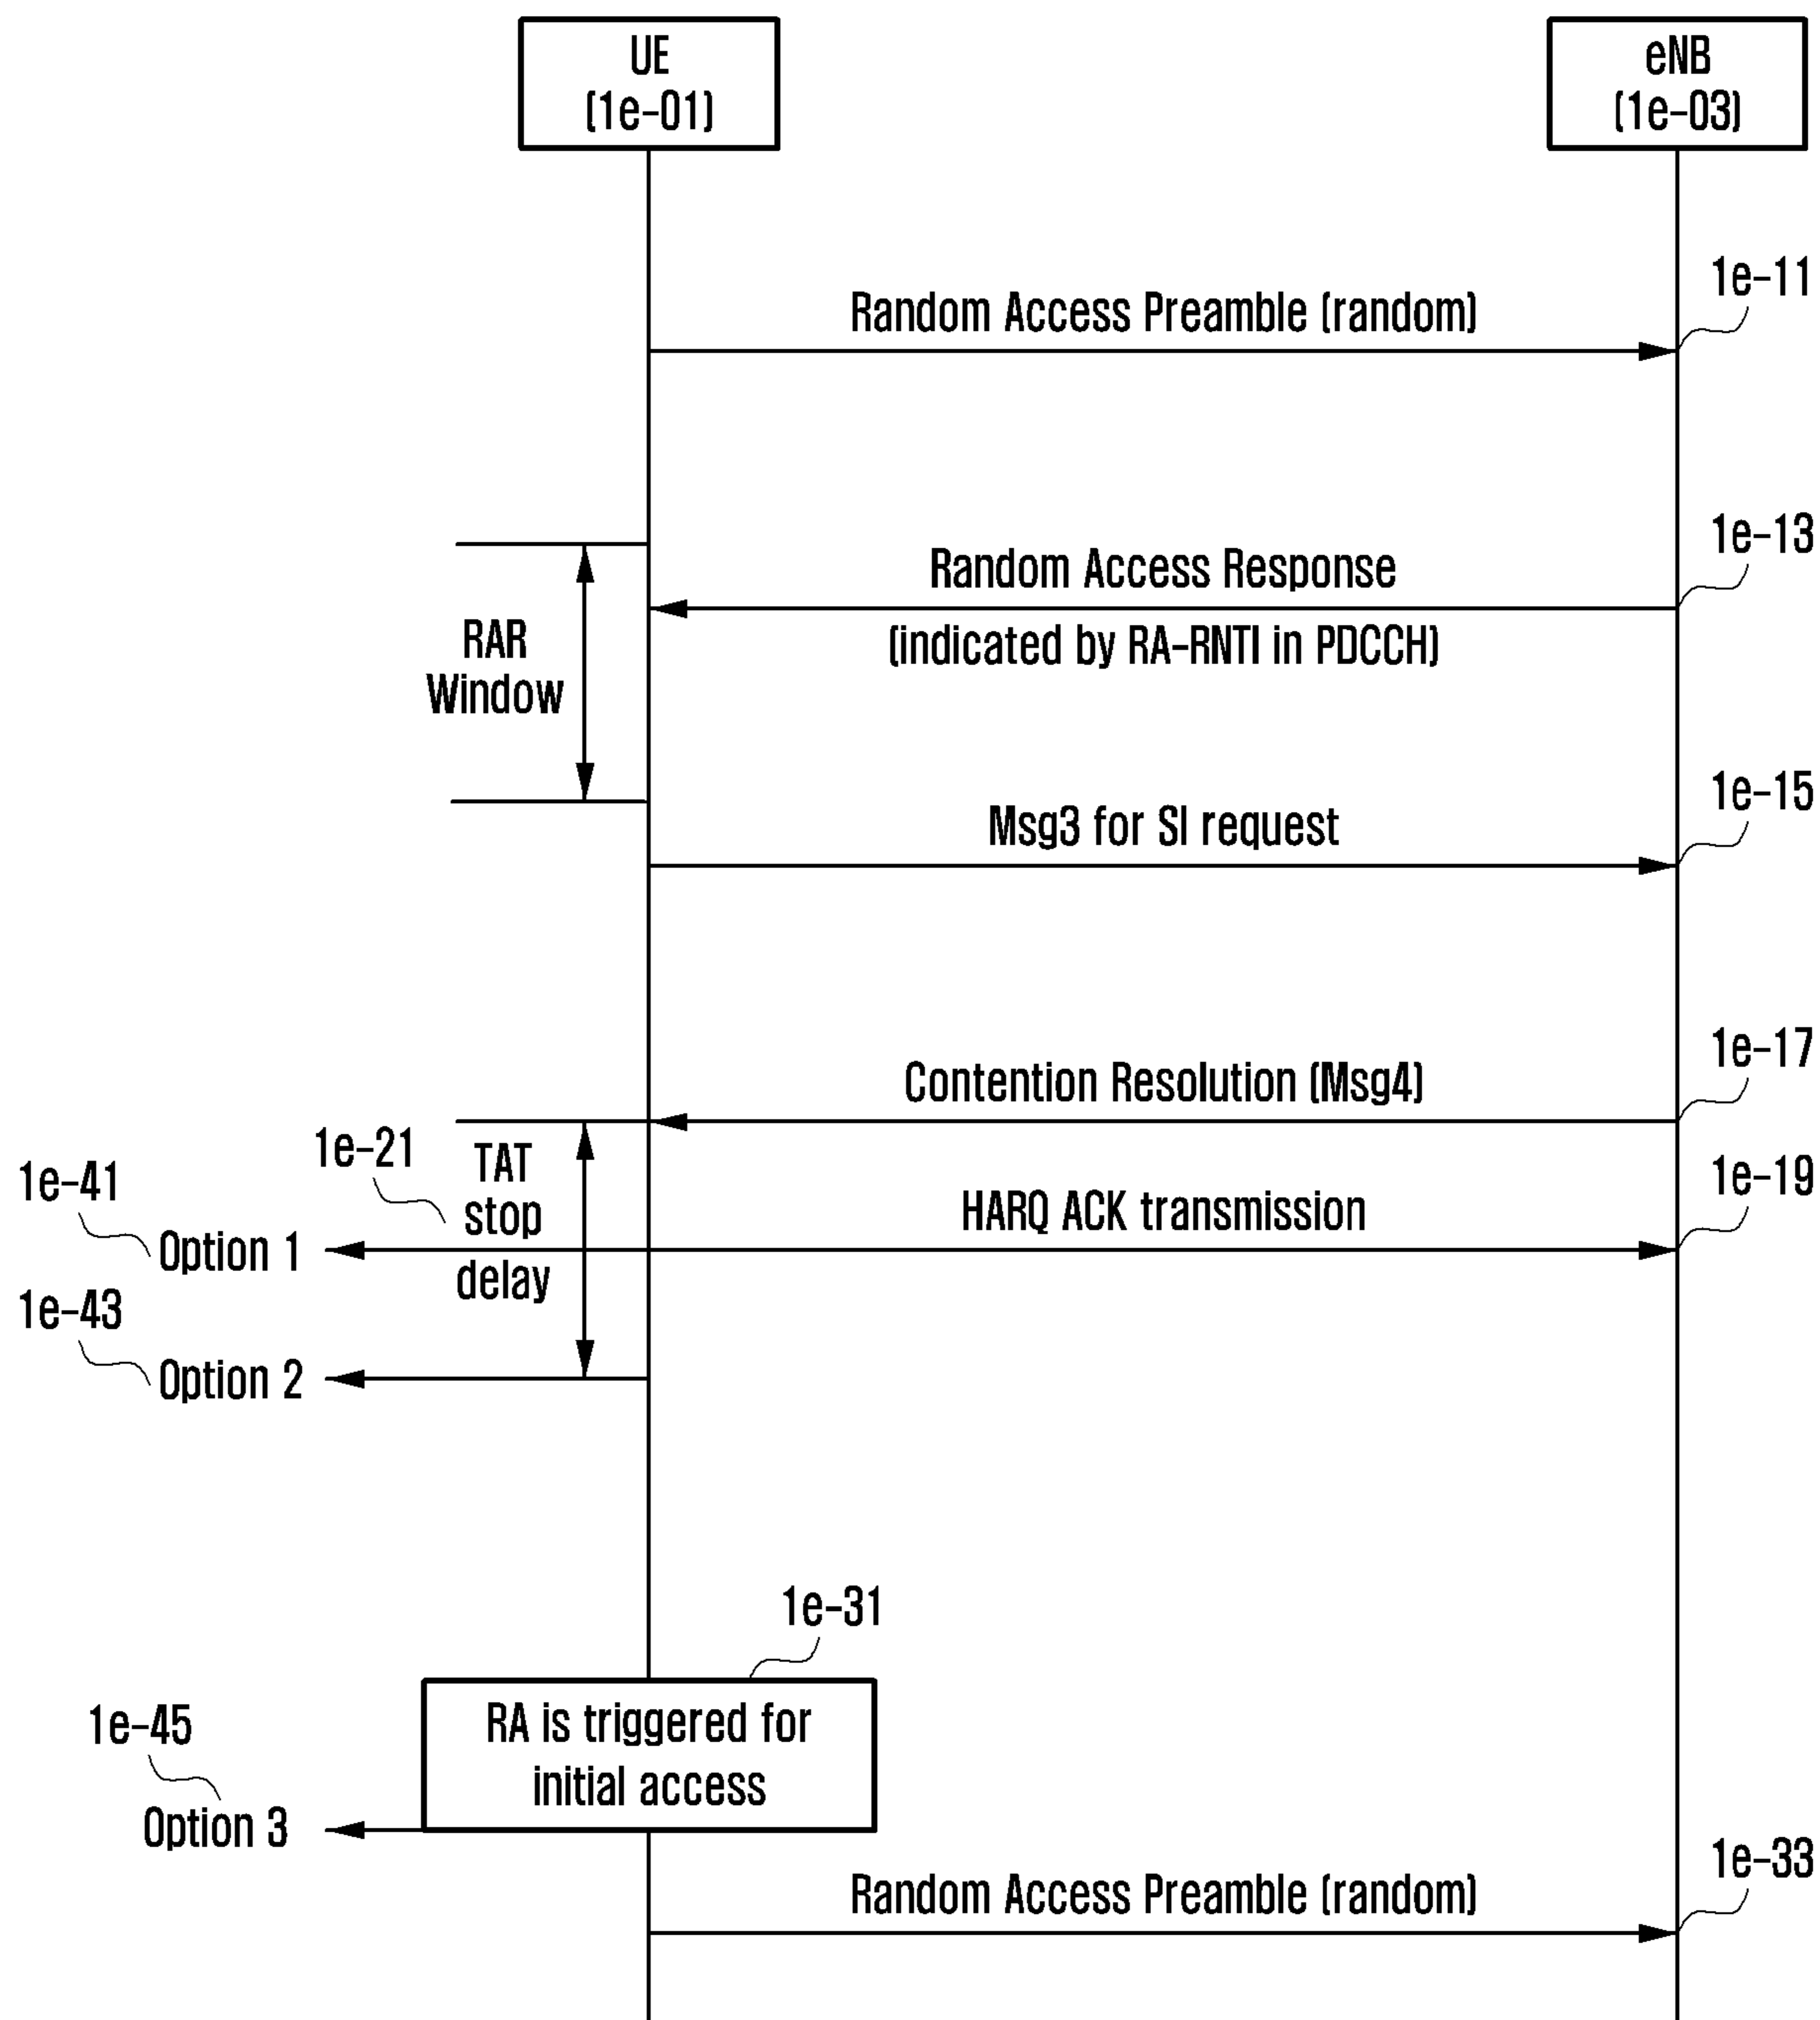 UE
(1e-01)
eNB
(1e-03)
1e-11
Random Access Preamble (random)
1e-13
Random Access Response
(indicated by RA-RNTI in PDCCH)
RAR
Window
1e-15
Msg3 for SI request
1e-17
Contention Resolution (Msg4)
1e-21
TAT
stop
delay
1e-19
HARQ ACK transmission
1e-41
Option 1
1e-43
Option 2
1e-31
RA is triggered for
initial access
1e-45
Option 3
1e-33
Random Access Preamble (random)